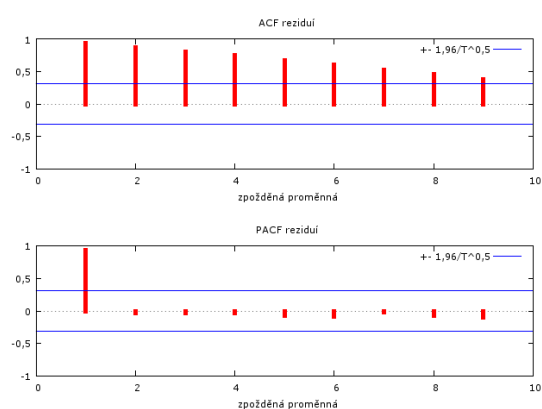 ACF reziduí
1
+- 1,96/T^0,5
0,5
0
-0,5
-1
0 2 4 6 8 10
zpožděná proměnná
PACF reziduí
1
+- 1,96/T^0,5
0,5
0
-0,5
-1
0 2 4 6 8 10
zpožděná proměnná